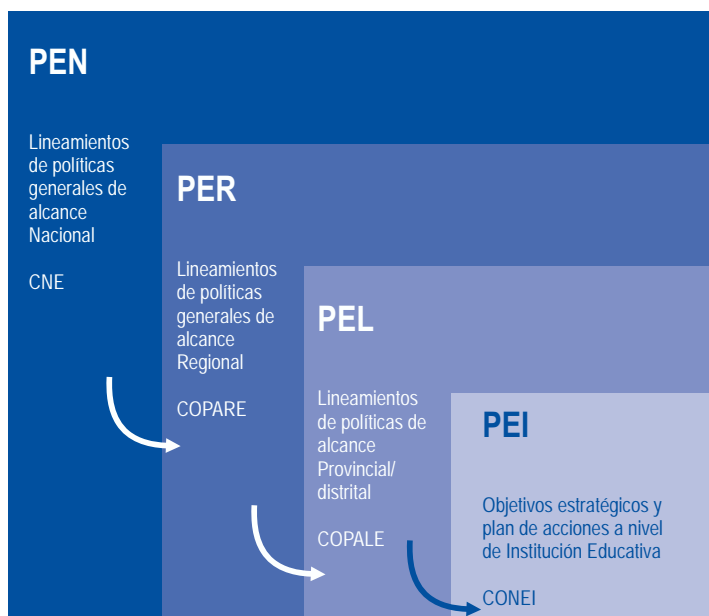 PEN
Lineamientos
de políticas
generales de
alcance
Nacional
CNE
PER
Lineamientos
de políticas
generales de
alcance
Regional
COPARE
PEL
Lineamientos
de políticas de
alcance
Provincial/
distrital
COPALE
PEI
Objetivos estratégicos y
plan de acciones a nivel
de Institución Educativa
CONEI